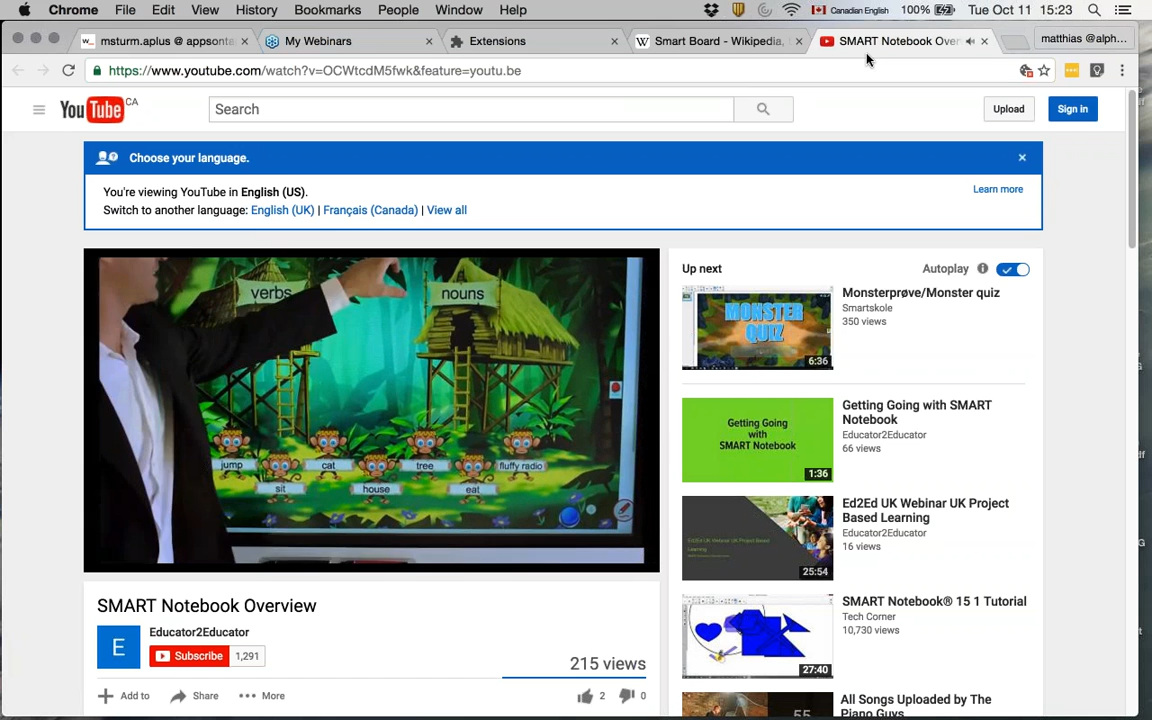 Chrome File Edit View History Bookmarks People Window Help Canadian English 100% Tue Oct 11 15:23
msturm.aplus @ appsonta
My Webinars
Extensions
W Smart Board - Wikipedia,
SMART Notebook Over
matthias @alph...
https://www.youtube.com/watch?v=OCWtcdM5fwk&feature=youtu.be
YouTube CA
Search
Upload
Sign in
Choose your language.
You're viewing YouTube in English (US).
Learn more
Switch to another language: English (UK) | Français (Canada) | View all
verbs
nouns
jump
cat
tree
fluffy radio
sit
house
eat
SMART Notebook Overview
E
Educator2Educator
Subscribe 1,291
215 views
Add to Share More 2 0
Up next
Autoplay
MONSTER
QUIZ
6:36
Monsterprøve/Monster quiz
Smartskole
350 views
Getting Going
with
SMART Notebook
1:36
Getting Going with SMART
Notebook
Educator2Educator
66 views
25:54
Ed2Ed UK Webinar UK Project
Based Learning
Educator2Educator
16 views
27:40
SMART Notebook® 15 1 Tutorial
Tech Corner
10,730 views
55
All Songs Uploaded by The
Piano Guys